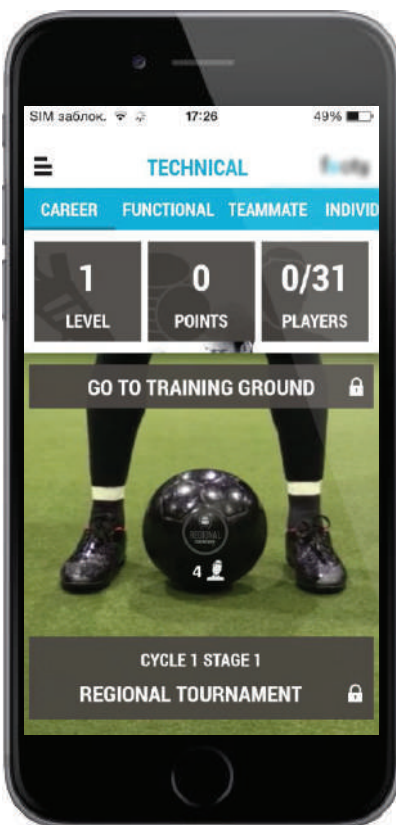 SIM заблок. 17:26 49%
TECHNICAL
CAREER FUNCTIONAL TEAMMATE INDIVID
1 0 0/31
LEVEL POINTS PLAYERS
GO TO TRAINING GROUND
REGIONAL
4
CYCLE 1 STAGE 1
REGIONAL TOURNAMENT